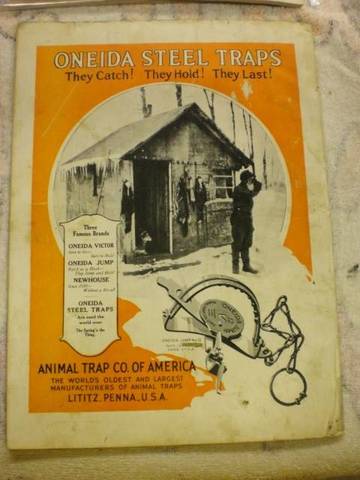 ONEIDA STEEL TRAPS
They Catch! They Hold! They Last!
Three
Famous Brands
ONEIDA VICTOR
ONEIDA JUMP
NEWHOUSE
ONEIDA
STEEL TRAPS
Are used the
world over
The Spring's the
Thing
ONEIDA JUMP
ANIMAL TRAP CO. OF AMERICA
THE WORLD'S OLDEST AND LARGEST
MANUFACTURERS OF ANIMAL TRAPS
LITITZ, PENNA., U.S.A.